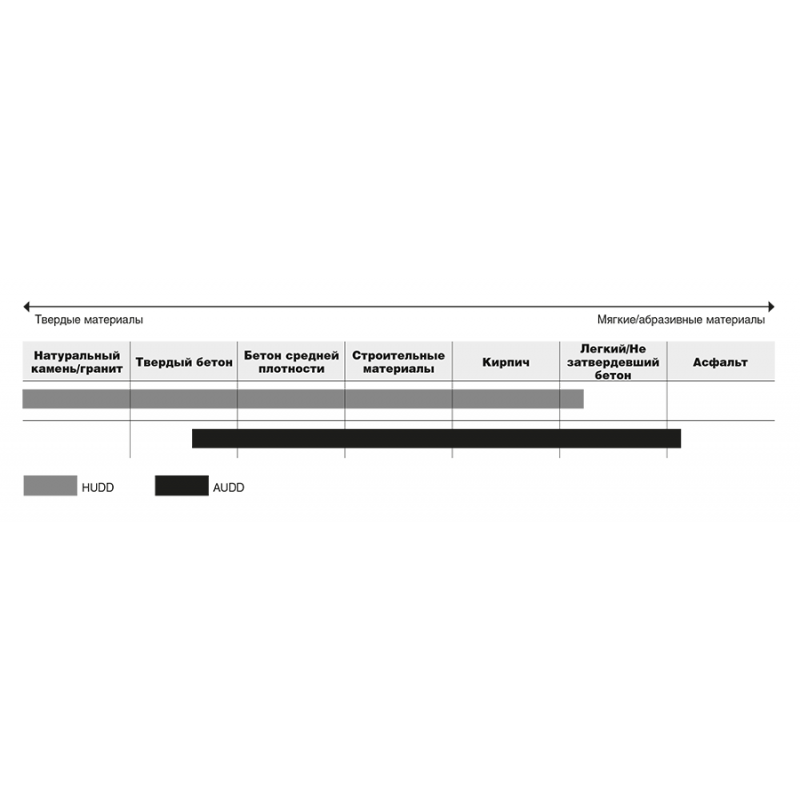 Твердые материалы
Мягкие/абразивные материалы
Натуральный
камень/гранит
Твердый бетон
Бетон средней
плотности
Строительные
материалы
Кирпич
Легкий/Не
затвердевший
бетон
Асфальт
HUDD
AUDD